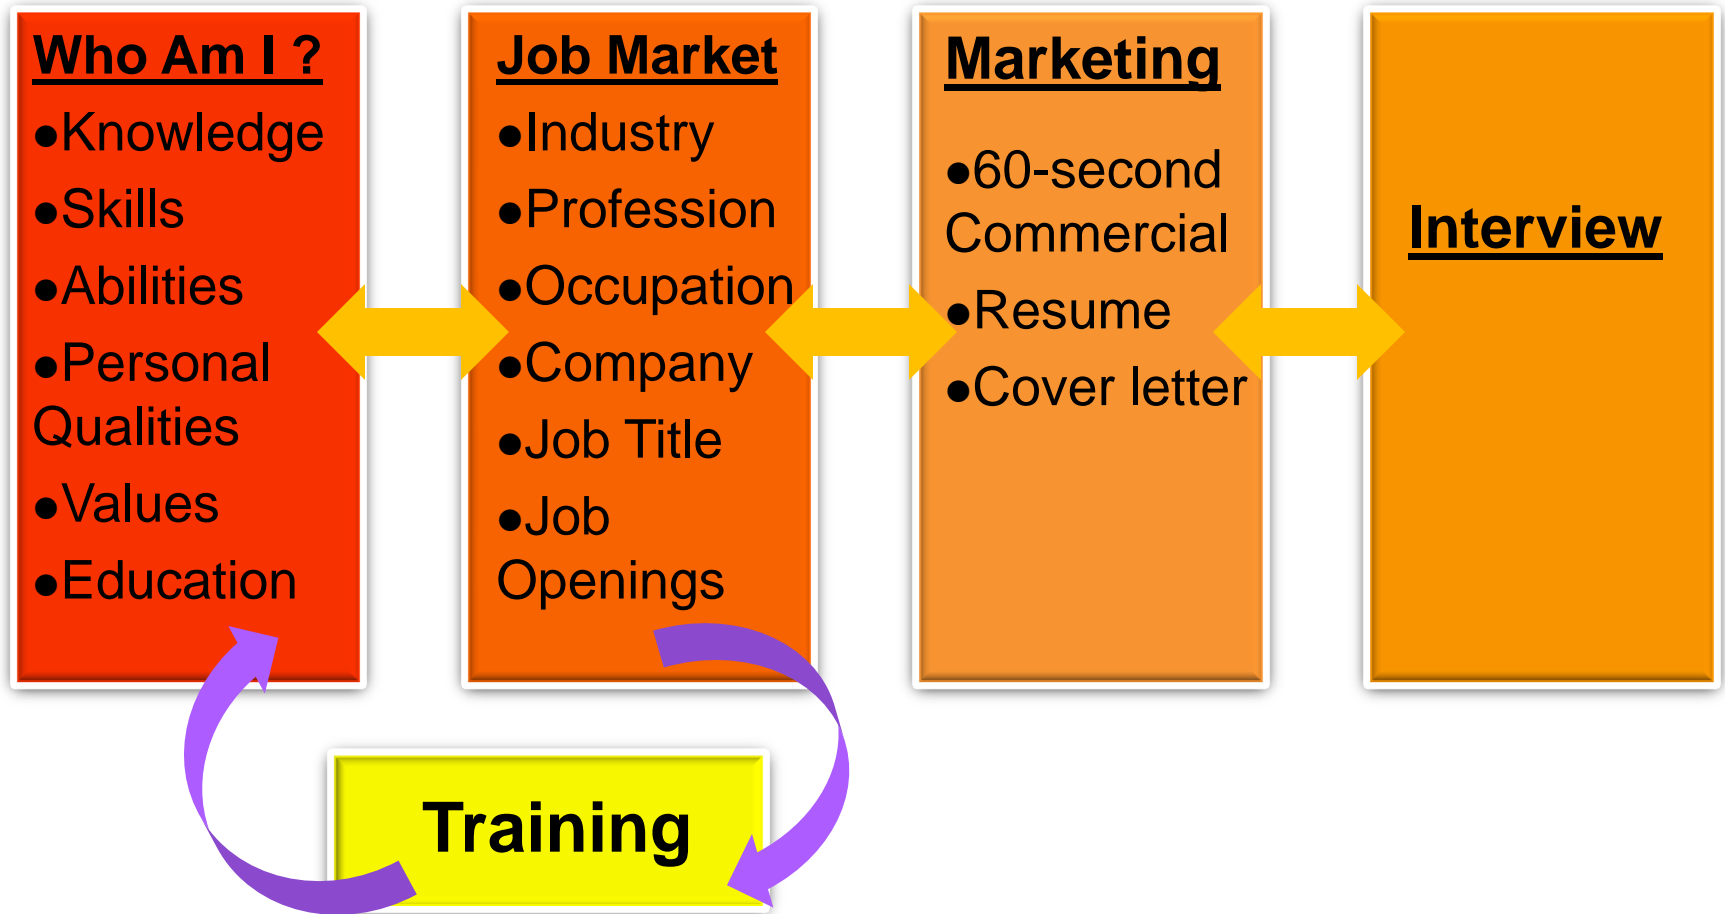 Who Am I ?
●Knowledge
●Skills
●Abilities
●Personal
Qualities
●Values
●Education
Job Market
●Industry
●Profession
●Occupation
●Company
●Job Title
●Job
Openings
Marketing
●60-second
Commercial
●Resume
●Cover letter
Interview
Training